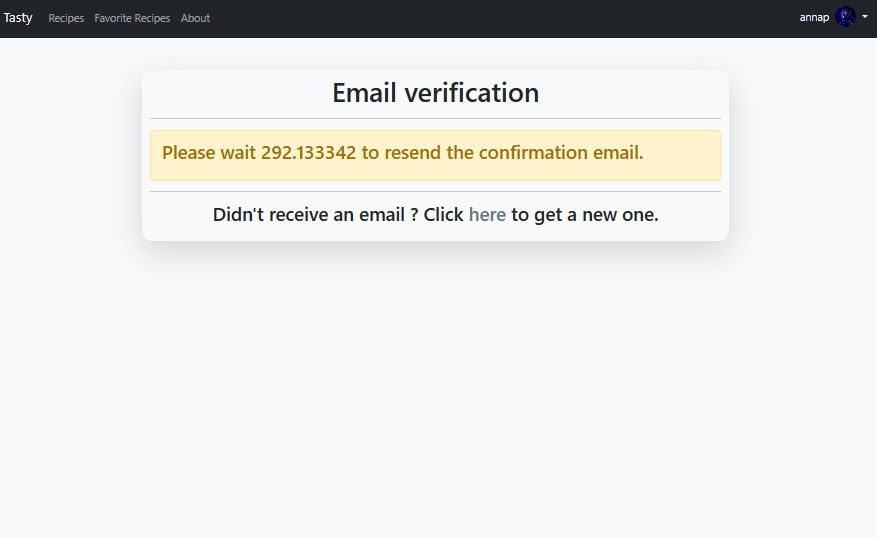 Tasty Recipes Favorite Recipes About annap
Email verification
Please wait 292.133342 to resend the confirmation email.
Didn't receive an email ? Click here to get a new one.